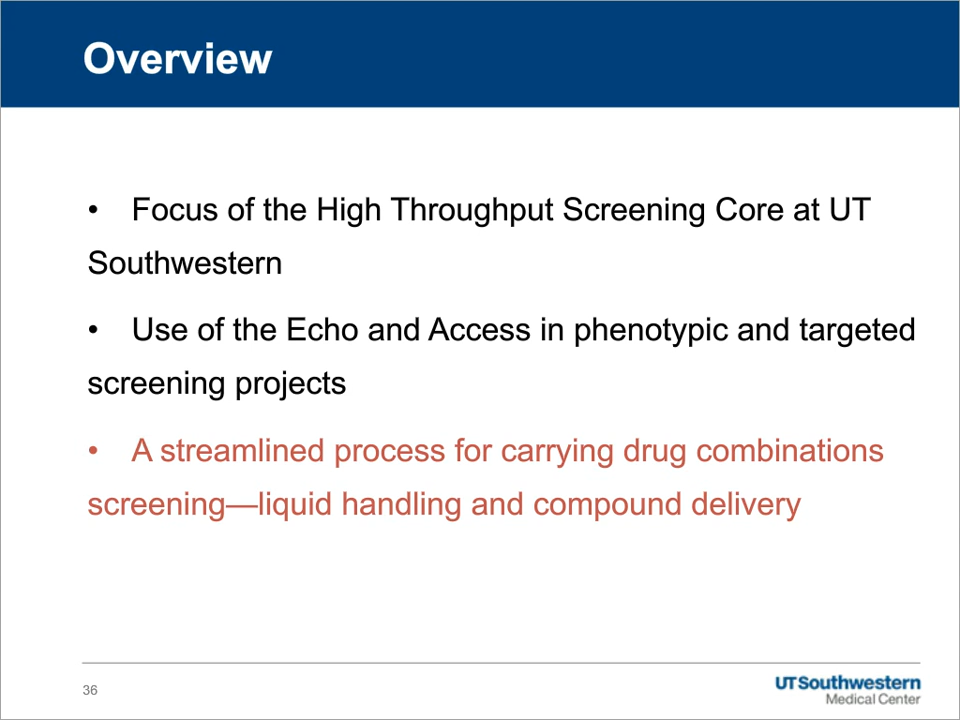 Overview
• Focus of the High Throughput Screening Core at UT
Southwestern
• Use of the Echo and Access in phenotypic and targeted
screening projects
• A streamlined process for carrying drug combinations
screening—liquid handling and compound delivery
36
UT Southwestern
Medical Center